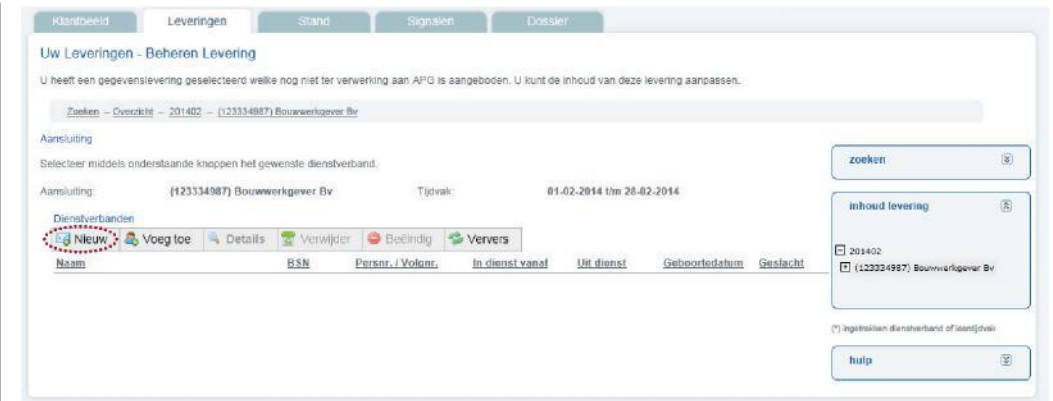 Klantbeeld Leveringen Stand Signalen Dossier
Uw Leveringen - Beheren Levering
U heeft een gegevenslevering geselecteerd welke nog niet ter verwerking aan APG is aangeboden. U kunt de inhoud van deze levering aanpassen.
Zoeken – Overzicht – 201402 – (123334987) Bouwwerkgever Bv
Aansluiting
Selecteer middels onderstaande knoppen het gewenste dienstverband.
Aansluiting: (123334987) Bouwwerkgever Bv Tijdvak: 01-02-2014 t/m 28-02-2014
Dienstverbanden
Nieuw Voeg toe Details Verwijder Beëindig Ververs
Naam BSN Persnr. / Volgnr. In dienst vanaf Uit dienst Geboortedatum Geslacht
zoeken
inhoud levering
201402
(123334987) Bouwwerkgever Bv
(*) ingetrokken dienstverband of loontijdvak
hulp